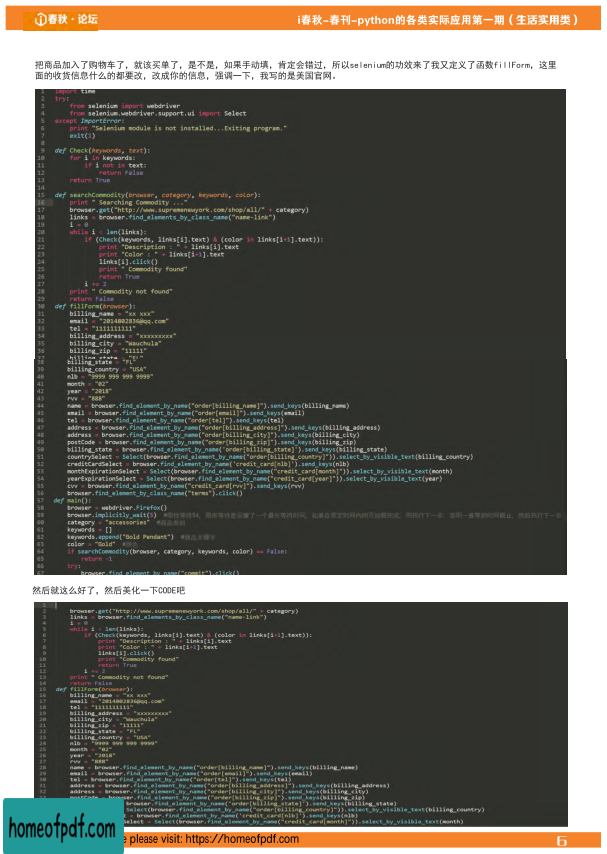 i春秋·论坛
i春秋-春刊-python的各类实际应用第一期（生活实用类）
把商品加入了购物车了，就该买单了，是不是，如果手动填，肯定会错过，所以selenium的功效来了我又定义了函数fillForm，这里
面的收货信息什么的都要改，改成你的信息，强调一下，我写的是美国官网。
1 import time
2 try:
3 from selenium import webdriver
4 from selenium.webdriver.support.ui import Select
5 except ImportError:
6 print "Selenium module is not installed...Exiting program."
7 exit(1)
8
9 def Check(keywords, text):
10 for i in keywords:
11 if i not in text:
12 return False
13 return True
14
15 def searchCommodity(browser, category, keywords, color):
16 print " Searching Commodity ..."
17 browser.get("http://www.supremenewyork.com/shop/all/" + category)
18 links = browser.find_elements_by_class_name("name-link")
19 i = 0
20 while i < len(links):
21 if (Check(keywords, links[i].text) & (color in links[i+1].text)):
22 print "Description : " + links[i].text
23 print "Color : " + links[i+1].text
24 links[i].click()
25 print " Commodity found"
26 return True
27 i += 2
28 print " Commodity not found"
29 return False
30 def fillForm(browser):
31 billing_name = "xx xxx"
32 email = "2014802836@qq.com"
33 tel = "1111111111"
34 billing_address = "xxxxxxxxx"
35 billing_city = "Wauchula"
36 billing_zip = "11111"
37 billing_state = "FL"
38 billing_state = "FL"
39 billing_country = "USA"
40 nlb = "9999 999 999 9999"
41 month = "02"
42 year = "2018"
43 rvv = "888"
44 name = browser.find_element_by_name("order[billing_name]").send_keys(billing_name)
45 email = browser.find_element_by_name("order[email]").send_keys(email)
46 tel = browser.find_element_by_name("order[tel]").send_keys(tel)
47 address = browser.find_element_by_name("order[billing_address]").send_keys(billing_address)
48 address = browser.find_element_by_name("order[billing_city]").send_keys(billing_city)
49 postCode = browser.find_element_by_name("order[billing_zip]").send_keys(billing_zip)
50 billing_state = browser.find_element_by_name('order[billing_state]').send_keys(billing_state)
51 countrySelect = Select(browser.find_element_by_name("order[billing_country]")).select_by_visible_text(billing_country)
52 creditCardSelect = browser.find_element_by_name('credit_card[nlb]').send_keys(nlb)
53 monthExpirationSelect = Select(browser.find_element_by_name("credit_card[month]")).select_by_visible_text(month)
54 yearExpirationSelect = Select(browser.find_element_by_name("credit_card[year]")).select_by_visible_text(year)
55 cvv = browser.find_element_by_name("credit_card[rvv]").send_keys(rvv)
56 browser.find_element_by_class_name("terms").click()
57 def main():
58 browser = webdriver.Firefox()
59 browser.implicitly_wait(5)
60 category = "accessories"
61 keywords = []
62 keywords.append("Gold Pendant")
63 color = "Gold"
64 if searchCommodity(browser, category, keywords, color) == False:
65 return -1
66 try:
67 browser.find_element_by_name("commit").click()
然后就这么好了，然后美化一下CODE吧
1
2 browser.get("http://www.supremenewyork.com/shop/all/" + category)
3 links = browser.find_elements_by_class_name("name-link")
4 i = 0
5 while i < len(links):
6 if (Check(keywords, links[i].text) & (color in links[i+1].text)):
7 print "Description : " + links[i].text
8 print "Color : " + links[i+1].text
9 links[i].click()
10 print "Commodity found"
11 return True
12 i += 2
13 print " Commodity not found"
14 return False
15 def fillForm(browser):
16 billing_name = "xx xxx"
17 email = "2014802836@qq.com"
18 tel = "1111111111"
19 billing_address = "xxxxxxxxx"
20 billing_city = "Wauchula"
21 billing_zip = "11111"
22 billing_state = "FL"
23 billing_country = "USA"
24 nlb = "9999 999 999 9999"
25 month = "02"
26 year = "2018"
27 rvv = "888"
28 name = browser.find_element_by_name("order[billing_name]").send_keys(billing_name)
29 email = browser.find_element_by_name("order[email]").send_keys(email)
30 tel = browser.find_element_by_name("order[tel]").send_keys(tel)
31 address = browser.find_element_by_name("order[billing_address]").send_keys(billing_address)
32 address = browser.find_element_by_name("order[billing_city]").send_keys(billing_city)
browser.find_element_by_name("order[billing_zip]").send_keys(billing_zip)
browser.find_element_by_name('order[billing_state]').send_keys(billing_state)
Select(browser.find_element_by_name("order[billing_country]")).select_by_visible_text(billing_country)
= browser.find_element_by_name('credit_card[nlb]').send_keys(nlb)
= Select(browser.find_element_by_name("credit_card[month]")).select_by_visible_text(month)
homeofpdf.com
e please visit: https://homeofpdf.com
6